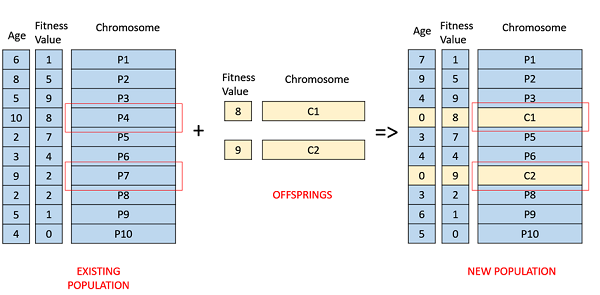 Age Fitness Value Chromosome
6 1 P1
8 5 P2
5 9 P3
10 8 P4
2 7 P5
3 4 P6
9 2 P7
2 2 P8
5 1 P9
4 0 P10
EXISTING
POPULATION
+
Fitness Value Chromosome
8 C1
9 C2
OFFSPRINGS
=>
Age Fitness Value Chromosome
7 1 P1
9 5 P2
4 9 P3
0 8 C1
3 7 P5
4 4 P6
0 9 C2
3 2 P8
6 1 P9
5 0 P10
NEW POPULATION